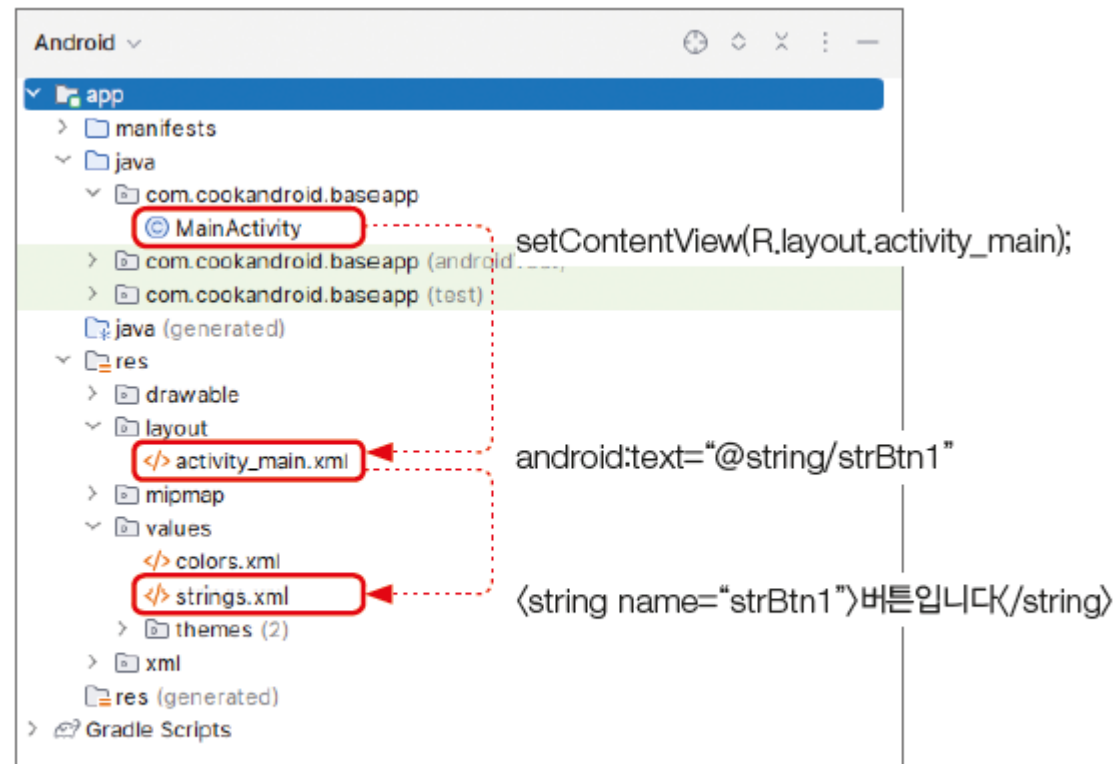 Android
app
manifests
java
com.cookandroid.baseapp
MainActivity
setContentView(R.layout.activity_main);
com.cookandroid.baseapp
com.cookandroid.baseapp (test)
java (generated)
res
drawable
layout
</> activity_main.xml
android:text="@string/strBtn1"
mipmap
values
</> colors.xml
</> strings.xml
<string name="strBtn1">버튼입니다</string>
themes (2)
xml
res (generated)
Gradle Scripts